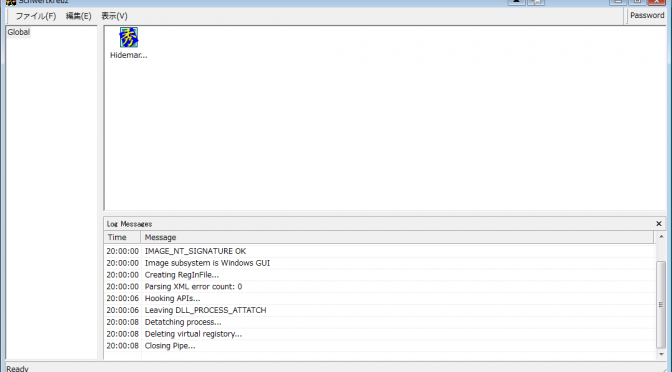 Schwertkreuz
ファイル(F) 編集(E) 表示(V) Password
Global
秀
Hidemar...
Log Messages
Time Message
20:00:00 IMAGE_NT_SIGNATURE OK
20:00:00 Image subsystem is Windows GUI
20:00:00 Creating RegInFile...
20:00:00 Parsing XML error count: 0
20:00:06 Hooking APIs...
20:00:06 Leaving DLL_PROCESS_ATTATCH
20:00:08 Detatching process...
20:00:08 Deleting virtual registory...
20:00:08 Closing Pipe...
Ready